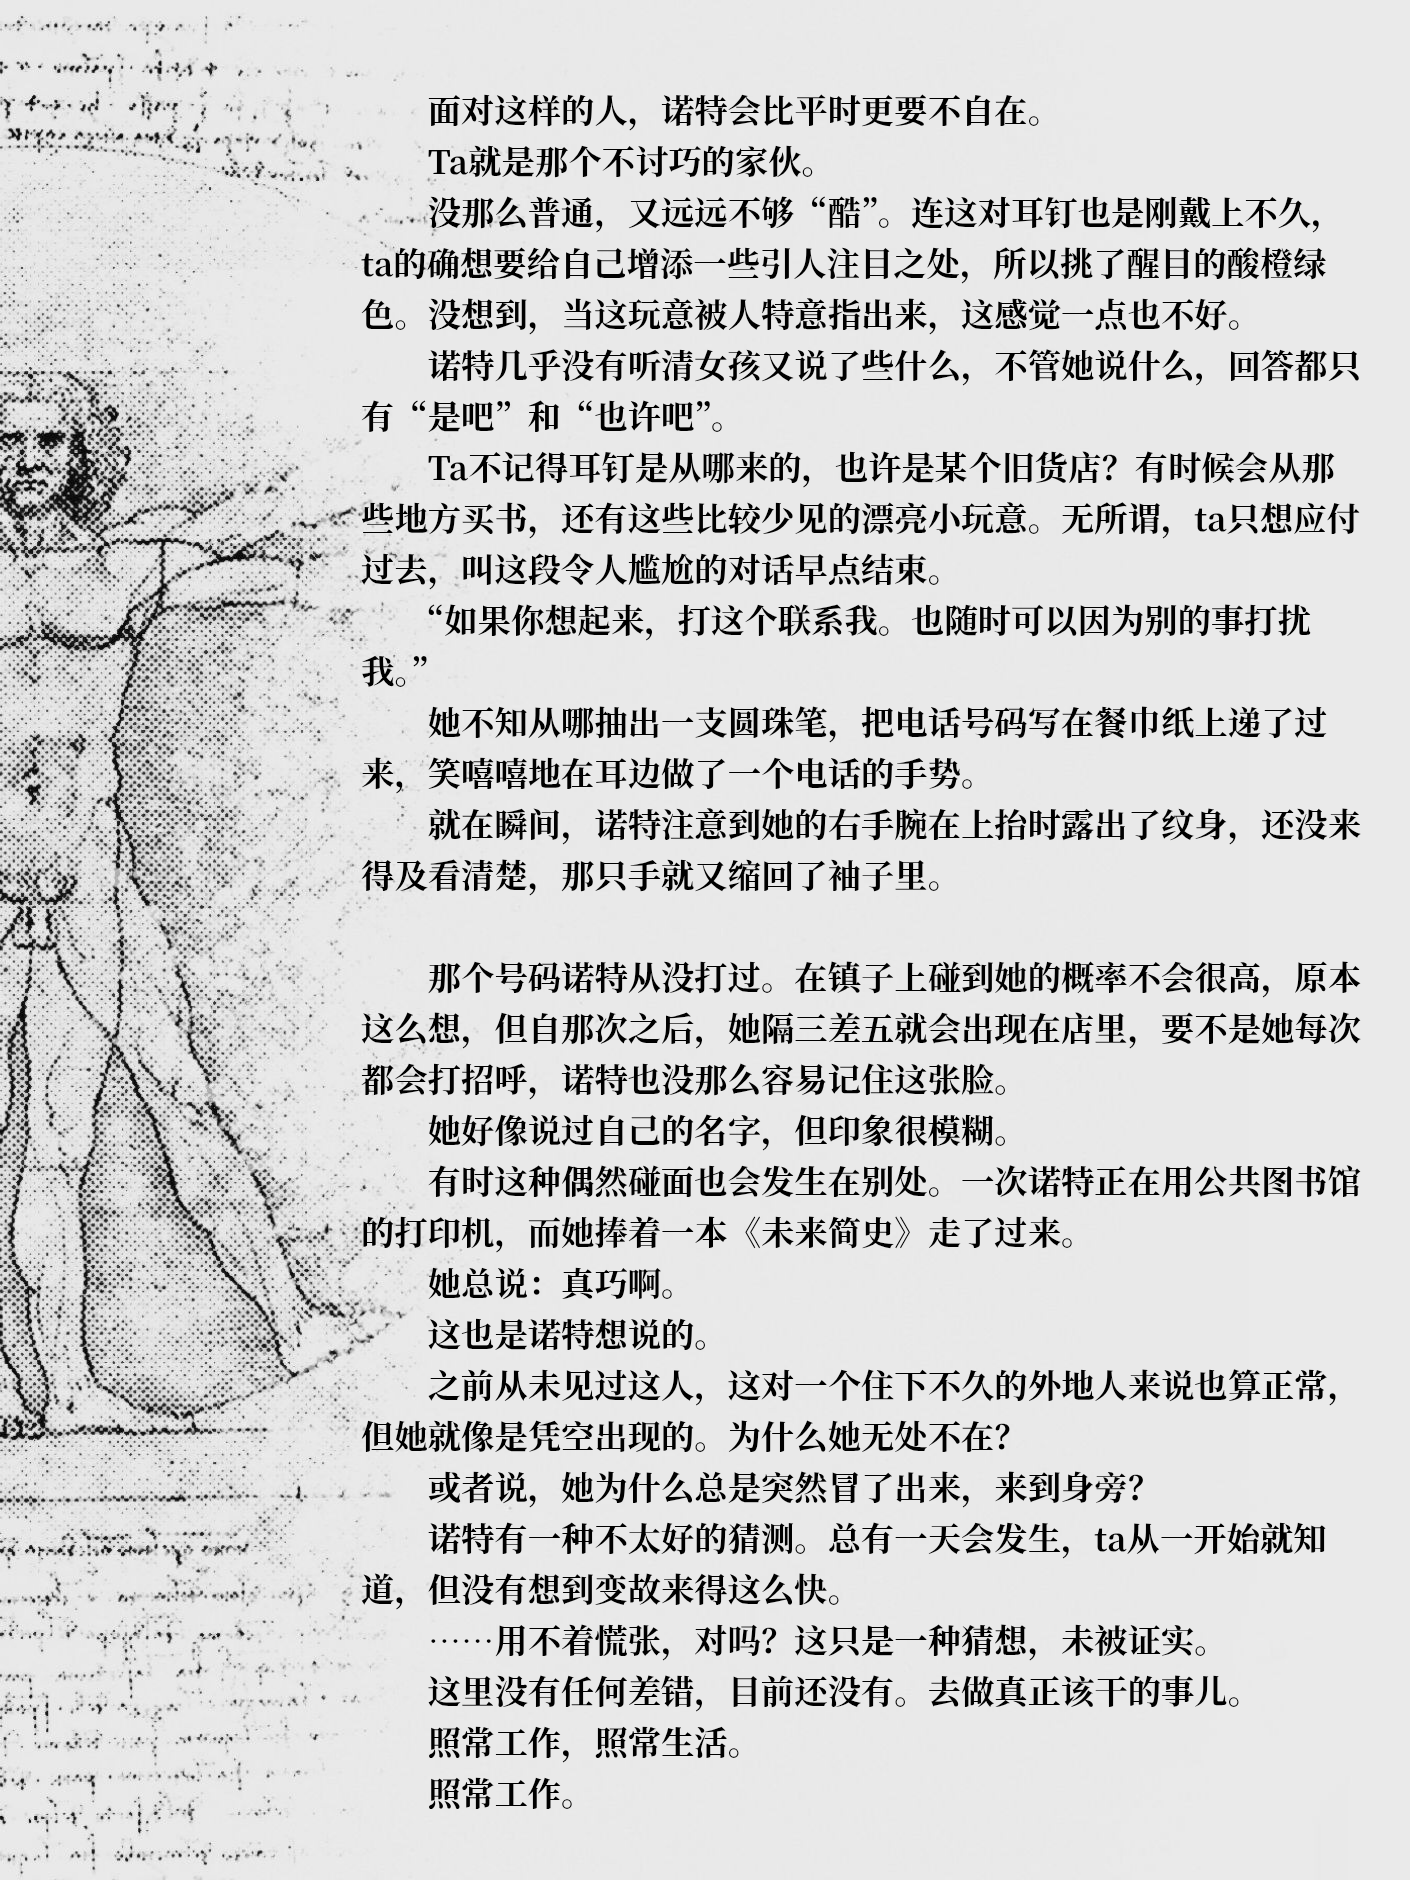 面对这样的人，诺特会比平时更要不自在。
Ta就是那个不讨巧的家伙。
没那么普通，又远远不够“酷”。连这对耳钉也是刚戴上不久，
ta的确想要给自己增添一些引人注目之处，所以挑了醒目的酸橙绿
色。没想到，当这玩意被人特意指出来，这感觉一点也不好。
诺特几乎没有听清女孩又说了些什么，不管她说什么，回答都只
有“是吧”和“也许吧”。
Ta不记得耳钉是从哪来的，也许是某个旧货店？有时候会从那
些地方买书，还有这些比较少见的漂亮小玩意。无所谓，ta只想应付
过去，叫这段令人尴尬的对话早点结束。
“如果你想起来，打这个联系我。也随时可以因为别的事打扰
我。”
她不知从哪抽出一支圆珠笔，把电话号码写在餐巾纸上递了过
来，笑嘻嘻地在耳边做了一个电话的手势。
就在瞬间，诺特注意到她的右手腕在上抬时露出了纹身，还没来
得及看清楚，那只手就又缩回了袖子里。
那个号码诺特从没打过。在镇子上碰到她的概率不会很高，原本
这么想，但自那次之后，她隔三差五就会出现在店里，要不是她每次
都会打招呼，诺特也没那么容易记住这张脸。
她好像说过自己的名字，但印象很模糊。
有时这种偶然碰面也会发生在别处。一次诺特正在用公共图书馆
的打印机，而她捧着一本《未来简史》走了过来。
她总说：真巧啊。
这也是诺特想说的。
之前从未见过这人，这对一个住下不久的外地人来说也算正常，
但她就像是凭空出现的。为什么她无处不在？
或者说，她为什么总是突然冒了出来，来到身旁？
诺特有一种不太好的猜测。总有一天会发生，ta从一开始就知
道，但没有想到变故来得这么快。
……用不着慌张，对吗？这只是一种猜想，未被证实。
这里没有任何差错，目前还没有。去做真正该干的事儿。
照常工作，照常生活。
照常工作。